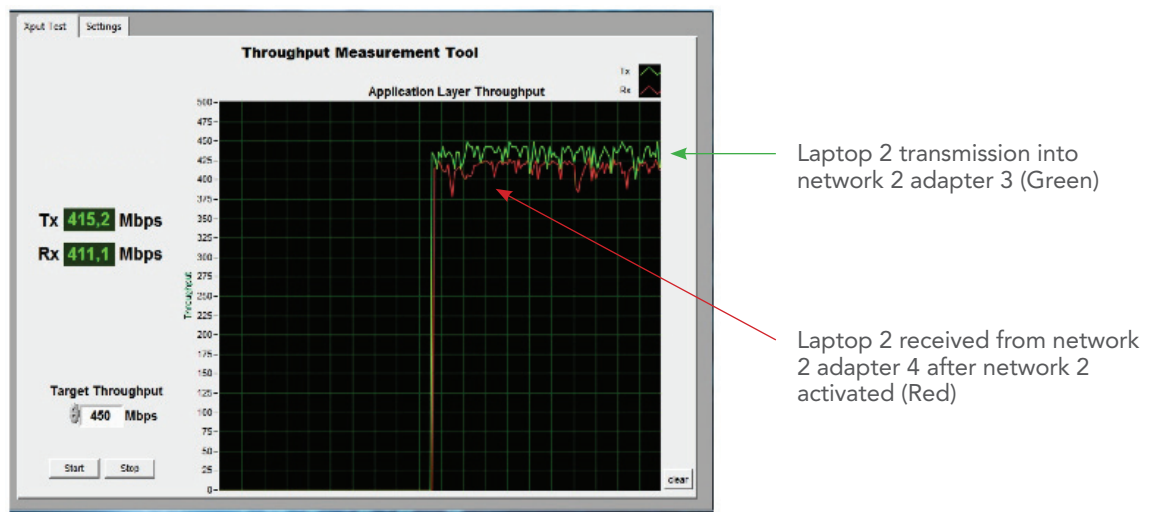 Xput Test
Settings
Throughput Measurement Tool
Tx
Rx
Application Layer Throughput
500
475
450
425
400
375
350
325
300
275
250
225
200
175
150
125
100
75
50
25
0
Throughput
Tx 415,2 Mbps
Rx 411,1 Mbps
Target Throughput
450 Mbps
Start
Stop
clear
Laptop 2 transmission into
network 2 adapter 3 (Green)
Laptop 2 received from network
2 adapter 4 after network 2
activated (Red)